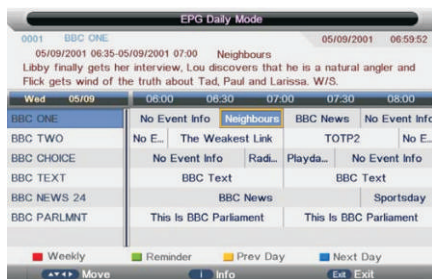 EPG Daily Mode
0001 BBC ONE 05/09/2001 06:59:52
05/09/2001 06:35-05/09/2001 07:00 Neighbours
Libby finally gets her interview, Lou discovers that he is a natural angler and
Flick gets wind of the truth about Tad, Paul and Larissa. W/S.
Wed 05/09 06:00 06:30 07:00 07:30 08:00
BBC ONE No Event Info Neighbours BBC News No Event Info
BBC TWO No E... The Weakest Link TOTP2 No E...
BBC CHOICE No Event Info Radi... Playda... No Event Info
BBC TEXT BBC Text BBC Text
BBC NEWS 24 BBC News Sportsday
BBC PARLMNT This Is BBC Parliament This Is BBC Parliament
Weekly Reminder Prev Day Next Day
Move i Info Exit Exit